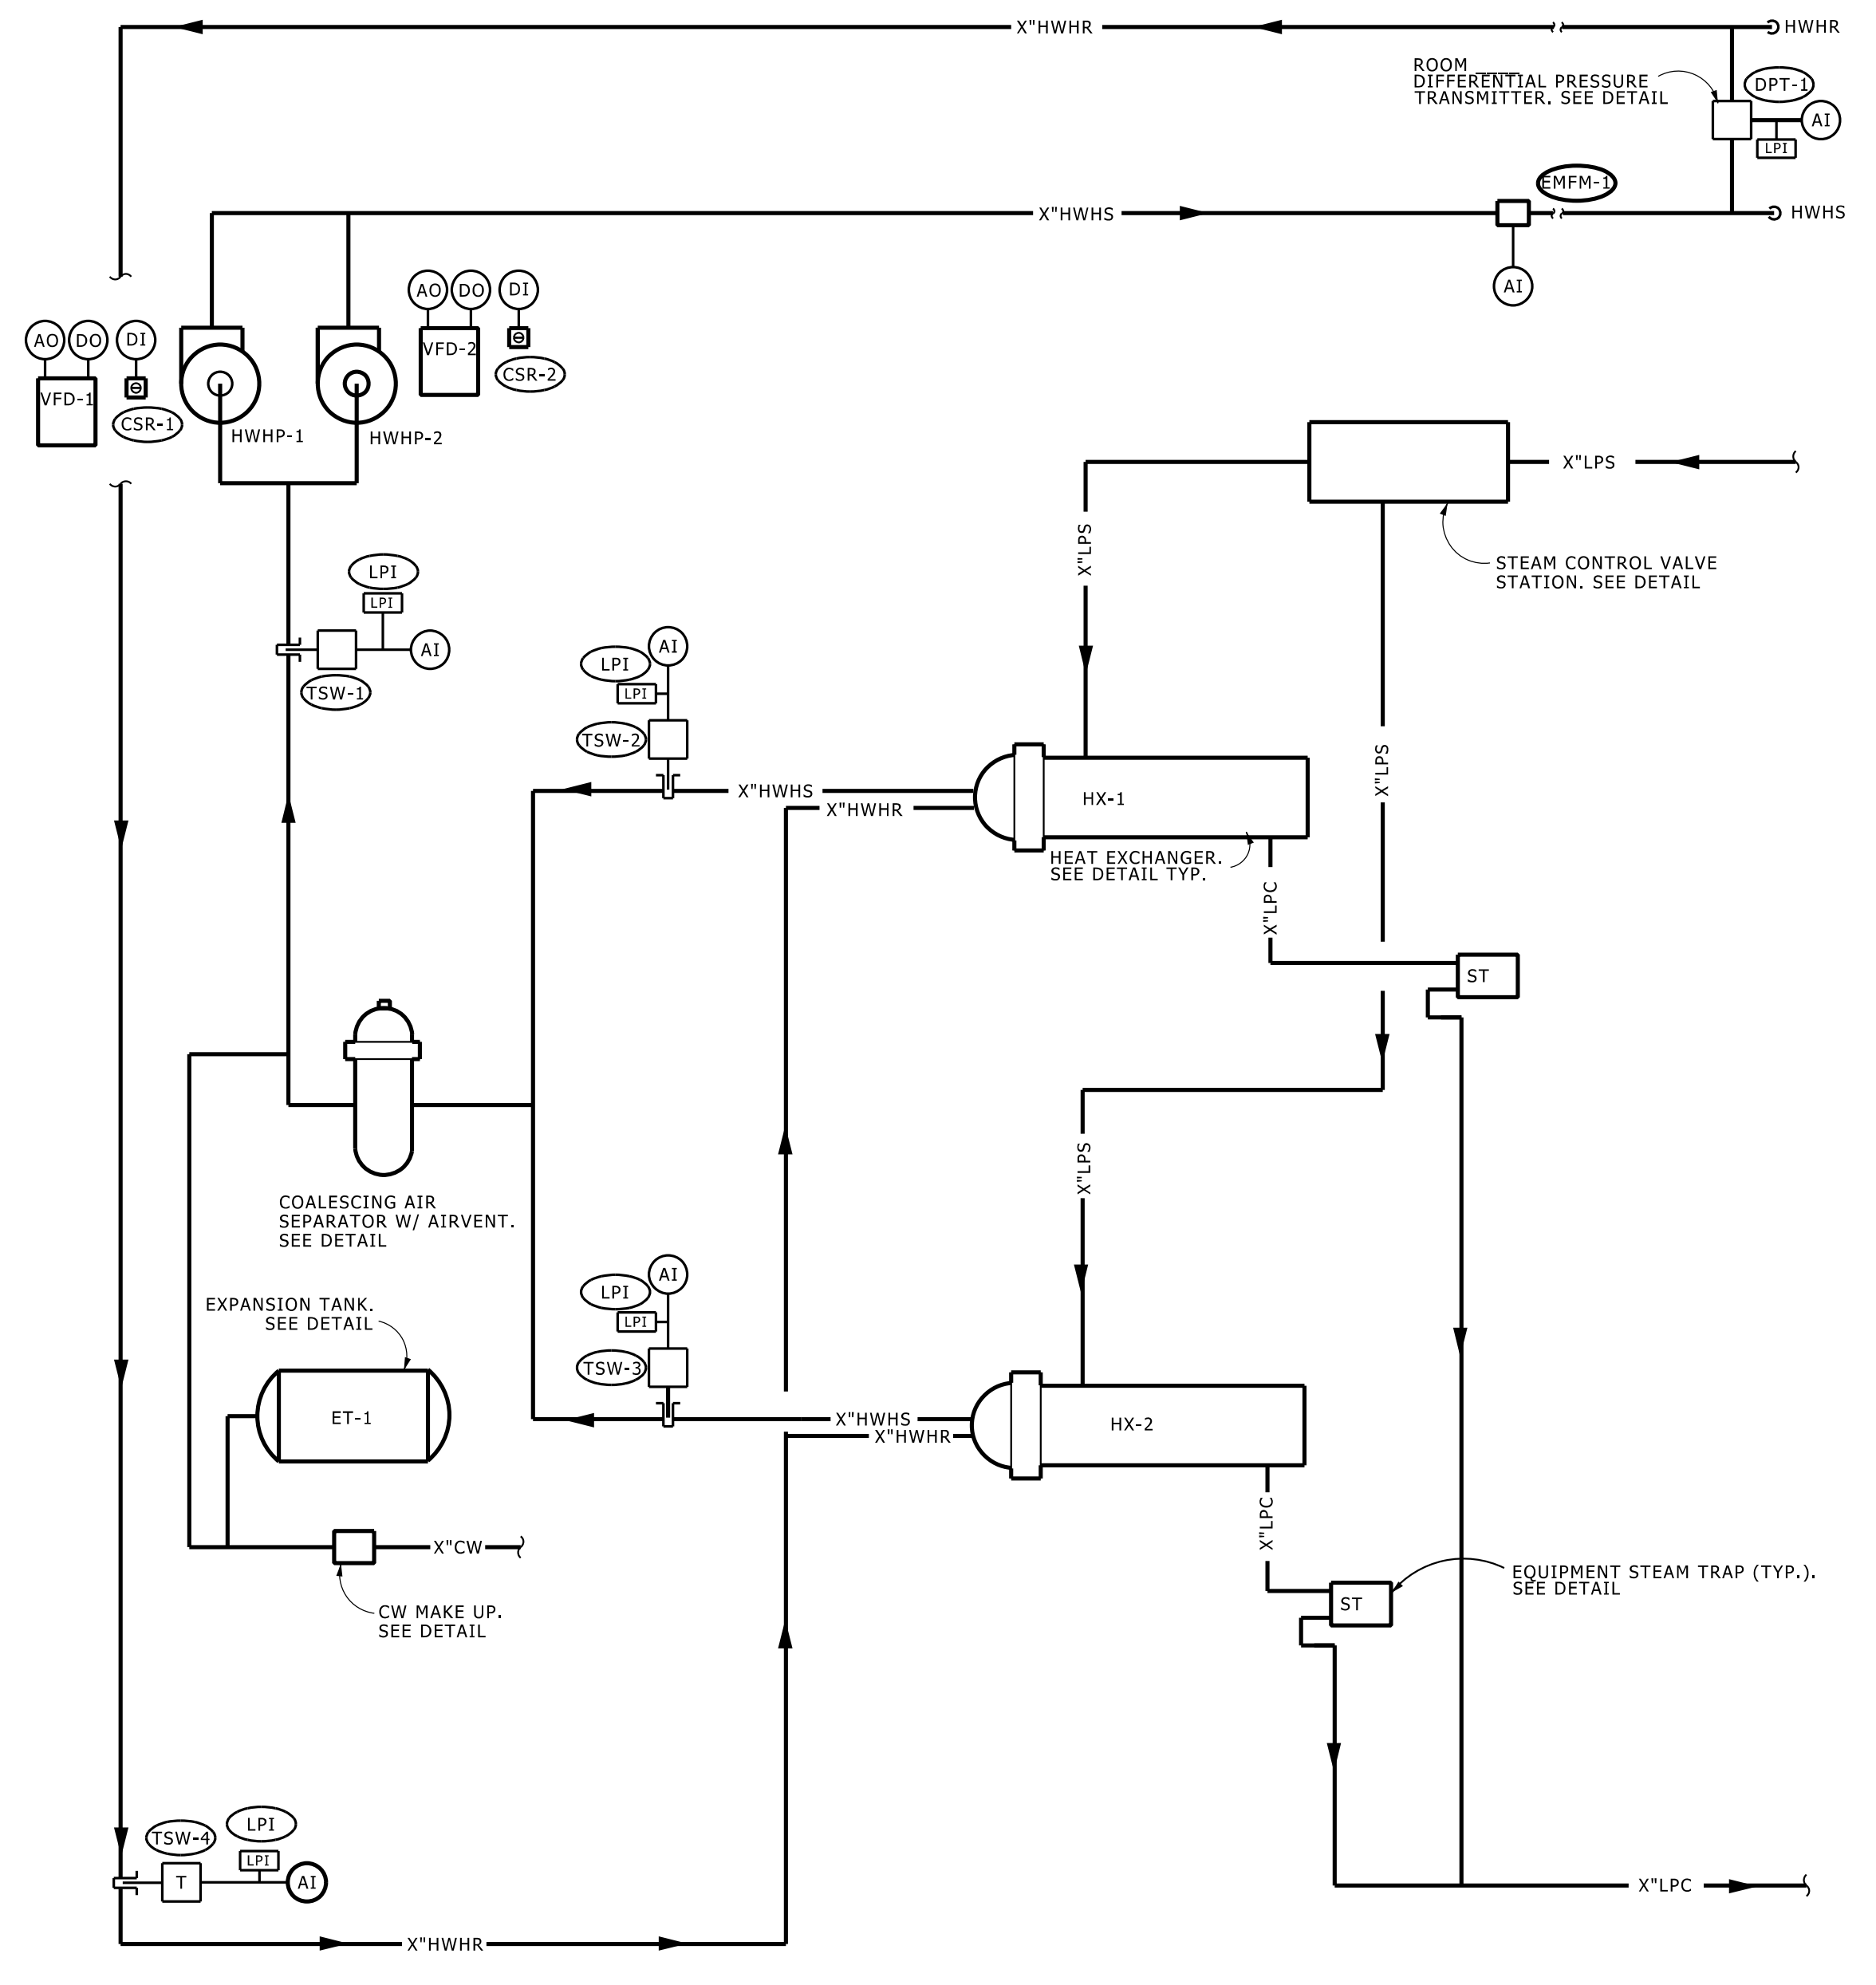 X"HWHR
HWHR
ROOM ____
DIFFERENTIAL PRESSURE
TRANSMITTER. SEE DETAIL
DPT-1
AI
LPI
EMFM-1
X"HWHS
HWHS
AI
AO
DO
DI
VFD-2
CSR-2
AO
DO
DI
VFD-1
CSR-1
HWHP-1
HWHP-2
X"LPS
X"LPS
STEAM CONTROL VALVE
STATION. SEE DETAIL
LPI
LPI
AI
TSW-1
AI
LPI
LPI
TSW-2
X"LPS
X"HWHS
X"HWHR
HX-1
HEAT EXCHANGER.
SEE DETAIL TYP.
X"LPC
ST
X"LPS
COALESCING AIR
SEPARATOR W/ AIRVENT.
SEE DETAIL
AI
LPI
LPI
TSW-3
EXPANSION TANK.
SEE DETAIL
ET-1
X"HWHS
X"HWHR
HX-2
X"LPC
X"CW
CW MAKE UP.
SEE DETAIL
EQUIPMENT STEAM TRAP (TYP.).
SEE DETAIL
ST
TSW-4
LPI
LPI
T
AI
X"LPC
X"HWHR